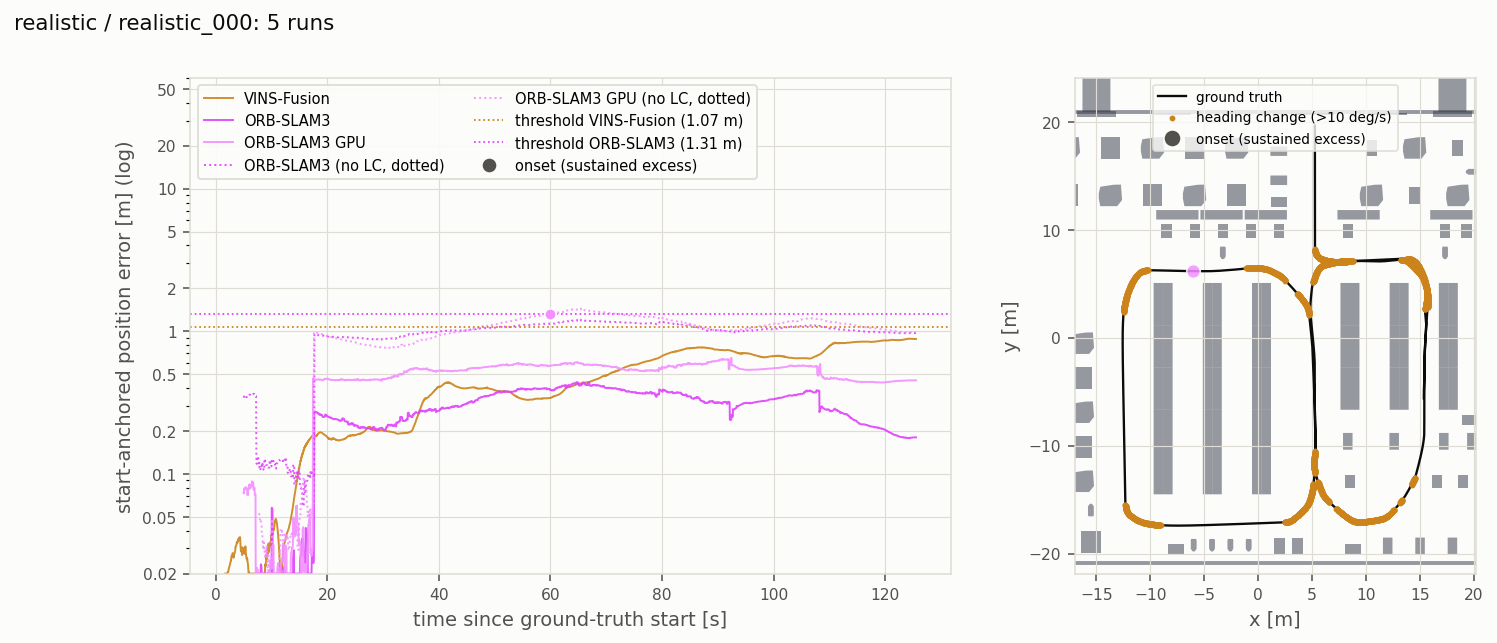 realistic / realistic_000: 5 runs
start-anchored position error [m] (log)
50
20
10
5
2
1
0.5
0.2
0.1
0.05
0.02
VINS-Fusion
ORB-SLAM3
ORB-SLAM3 GPU
ORB-SLAM3 (no LC, dotted)
ORB-SLAM3 GPU (no LC, dotted)
threshold VINS-Fusion (1.07 m)
threshold ORB-SLAM3 (1.31 m)
onset (sustained excess)
0 20 40 60 80 100 120
time since ground-truth start [s]
y [m]
20
10
0
−10
−20
ground truth
heading change (>10 deg/s)
onset (sustained excess)
−15 −10 −5 0 5 10 15 20
x [m]